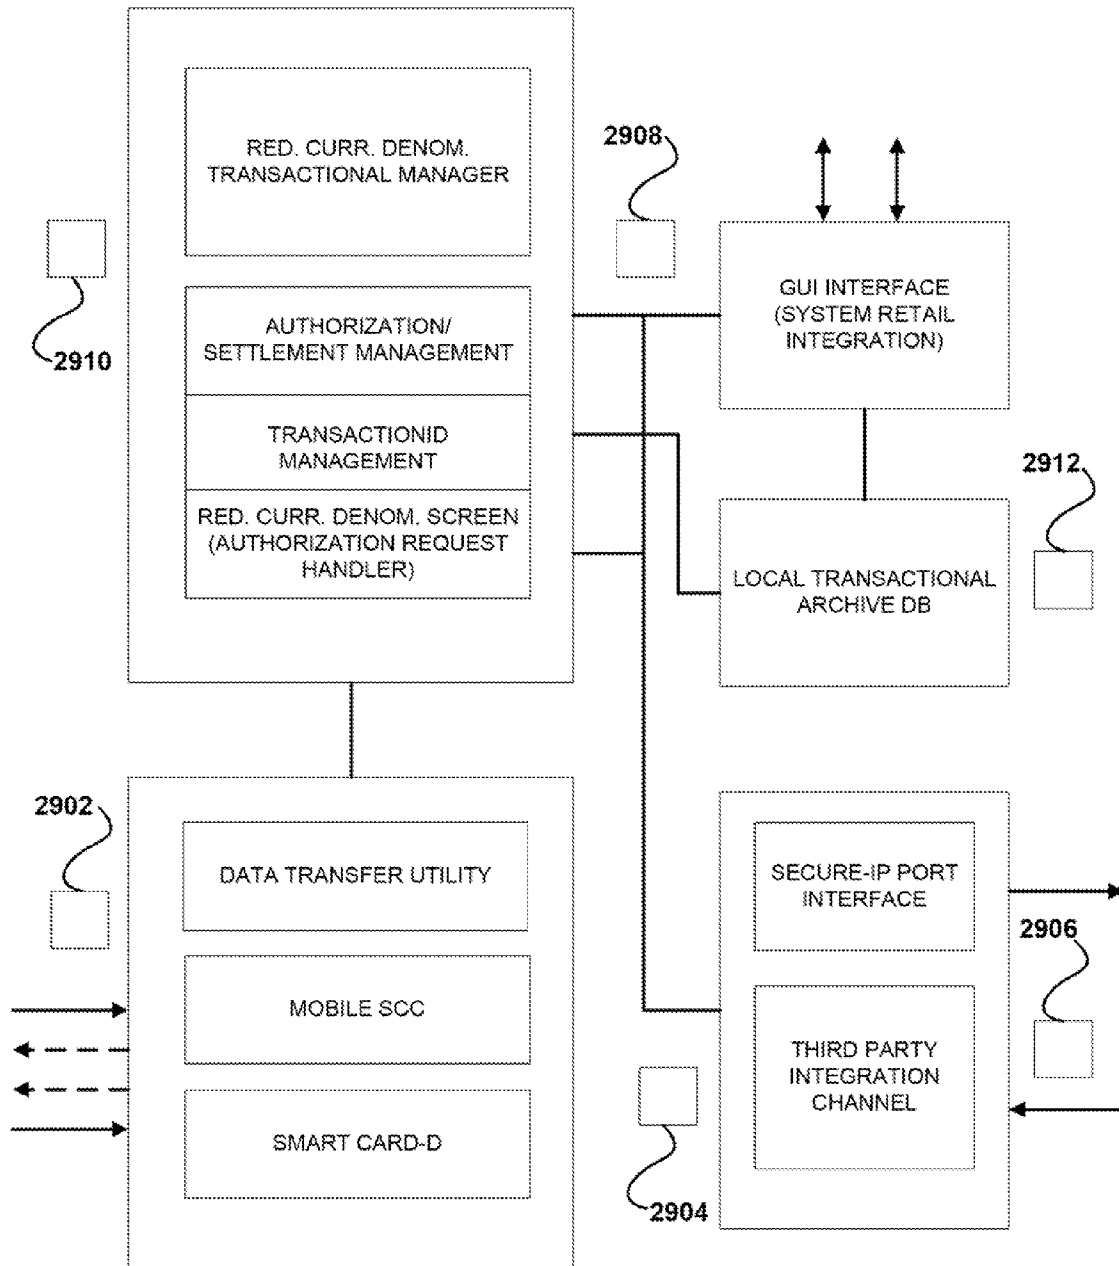 RED. CURR. DENOM.
TRANSACTIONAL MANAGER
2910
AUTHORIZATION/
SETTLEMENT MANAGEMENT
TRANSACTIONID
MANAGEMENT
RED. CURR. DENOM. SCREEN
(AUTHORIZATION REQUEST
HANDLER)
2908
GUI INTERFACE
(SYSTEM RETAIL
INTEGRATION)
2912
LOCAL TRANSACTIONAL
ARCHIVE DB
2902
DATA TRANSFER UTILITY
MOBILE SCC
SMART CARD-D
SECURE-IP PORT
INTERFACE
2906
THIRD PARTY
INTEGRATION
CHANNEL
2904